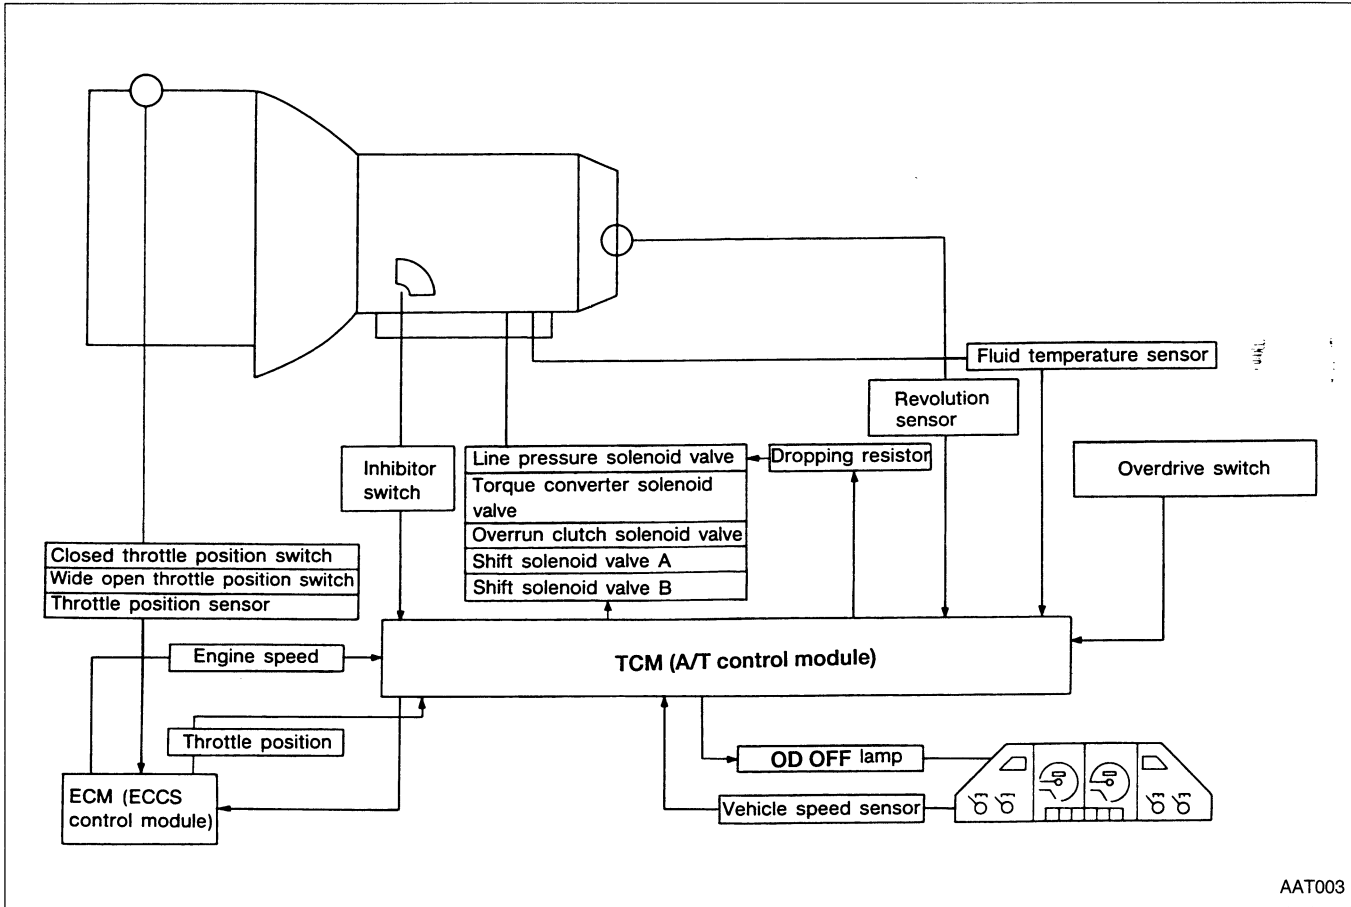 Fluid temperature sensor
Revolution
sensor
Inhibitor
switch
Line pressure solenoid valve
Torque converter solenoid
valve
Overrun clutch solenoid valve
Shift solenoid valve A
Shift solenoid valve B
Dropping resistor
Overdrive switch
Closed throttle position switch
Wide open throttle position switch
Throttle position sensor
Engine speed
TCM (A/T control module)
Throttle position
ECM (ECCS
control module)
OD OFF lamp
Vehicle speed sensor
AAT003